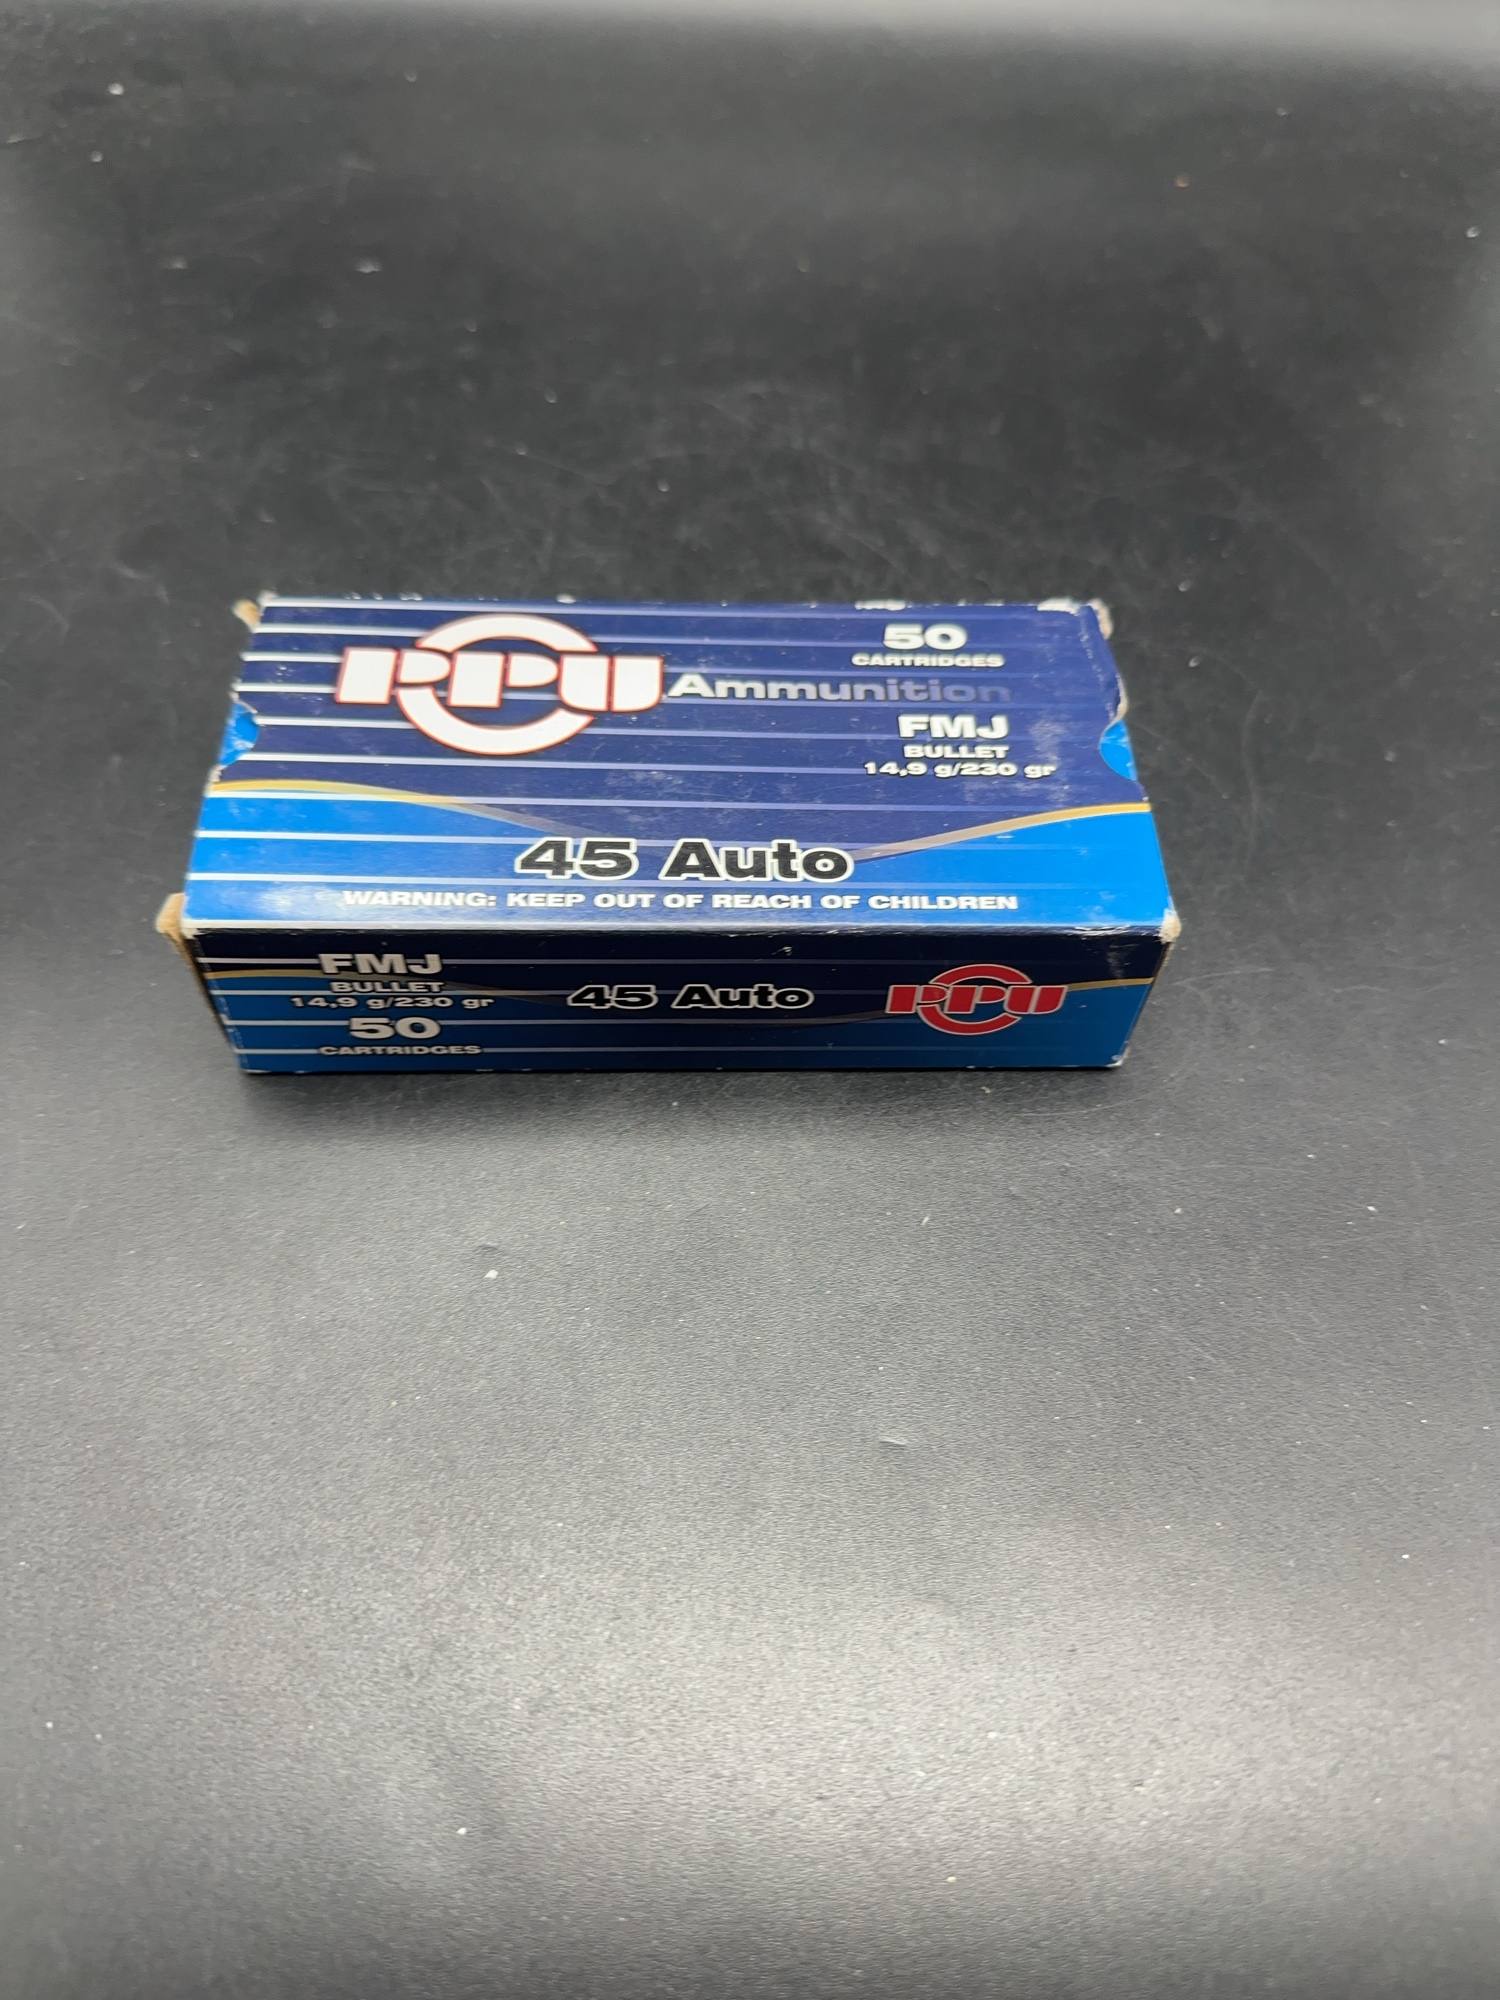 PPU
Ammunition
50
CARTRIDGES
FMJ
BULLET
14,9 g/230 gr
45 Auto
WARNING: KEEP OUT OF REACH OF CHILDREN
FMJ
BULLET
14,9 g/230 gr
50
CARTRIDGES
45 Auto
PPU